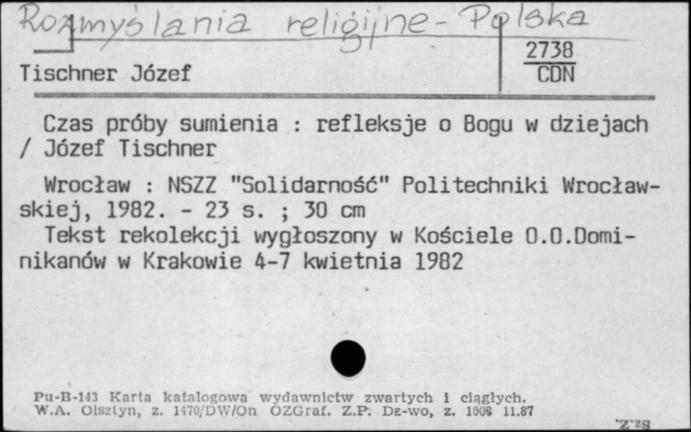 Rozmyślania religijne - Polska
2738
CDN
Tischner Józef
Czas próby sumienia : refleksje o Bogu w dziejach
/ Józef Tischner
Wrocław : NSZZ "Solidarność" Politechniki Wrocław-
skiej, 1982. - 23 s. ; 30 cm
Tekst rekolekcji wygłoszony w Kościele O.O.Domi-
nikanów w Krakowie 4-7 kwietnia 1982
Pu-B-143 Karta katalogowa wydawnictw zwartych i ciągłych.
W.A. Olsztyn, z. 1470/DW/On OZGraf. Z.P. Dz-wo, z. 1008 11.87